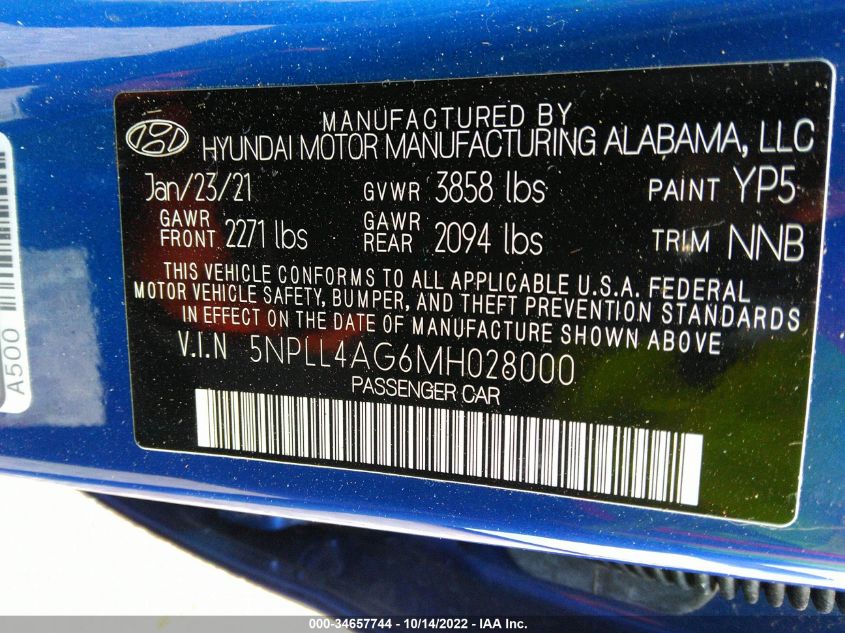 MANUFACTURED BY
HYUNDAI MOTOR MANUFACTURING ALABAMA, LLC
Jan/23/21 GVWR 3858 lbs PAINT YP5
GAWR FRONT 2271 lbs GAWR REAR 2094 lbs TRIM NNB
THIS VEHICLE CONFORMS TO ALL APPLICABLE U.S.A. FEDERAL
MOTOR VEHICLE SAFETY, BUMPER, AND THEFT PREVENTION STANDARDS
IN EFFECT ON THE DATE OF MANUFACTURE SHOWN ABOVE.
V.I.N 5NPLL4AG6MH028000
PASSENGER CAR
A500
000-34657744 - 10/14/2022 - IAA Inc.